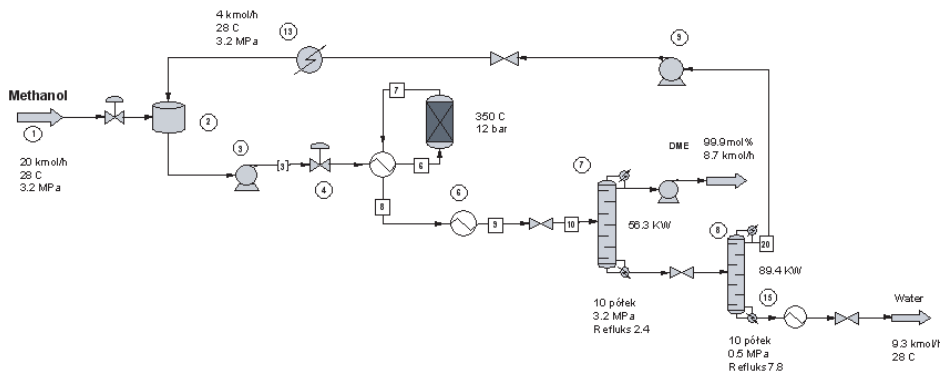 4 kmol/h
28 C
3.2 MPa
13
9
Methanol
1
2
20 kmol/h
28 C
3.2 MPa
3
[3]
4
7
350 C
12 bar
6
8
6
9
10
7
DME
99.9mol%
8.7 kmol/h
56.3 kW
10 półek
3.2 MPa
Refluks 2.4
8
20
89.4 KW
15
10 półek
0.5 MPa
Refluks 7.8
Water
9.3 kmol/h
28 C